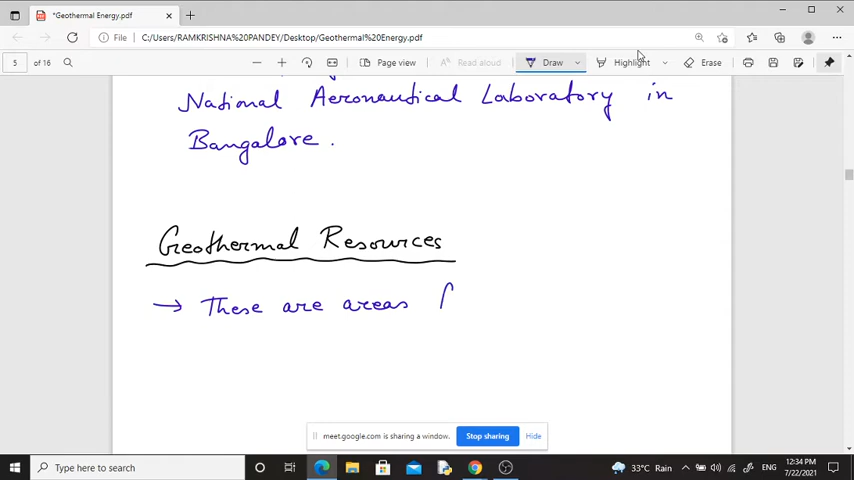 *Geothermal Energy.pdf
File C:/Users/RAMKRISHNA%20PANDEY/Desktop/Geothermal%20Energy.pdf
5 of 16 Page view Read aloud Draw Highlight Erase
National Aeronautical Laboratory in
Bangalore.
Geothermal Resources
→ These are areas
meet.google.com is sharing a window. Stop sharing Hide
Type here to search 33°C Rain ENG 12:34 PM
7/22/2021